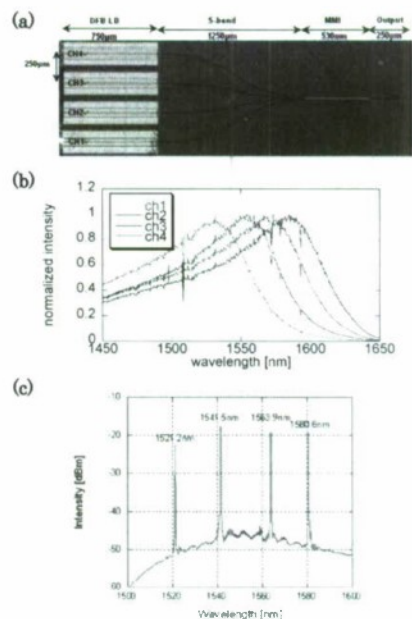 (a)
DFB LD S-bend MMI Output
750μm 1250μm 530μm 250μm
250μm
CH4
CH3
CH2
CH1
(b)
normalized intensity
1.2
1
0.8
0.6
0.4
0.2
0
ch1
ch2
ch3
ch4
1450 1500 1550 1600 1650
wavelength [nm]
(c)
Intensity [dBm]
-10
-20
-30
-40
-50
-60
1541.5nm
1563.9nm
1580.6nm
1500 1520 1540 1560 1580 1600
Wavelength [nm]